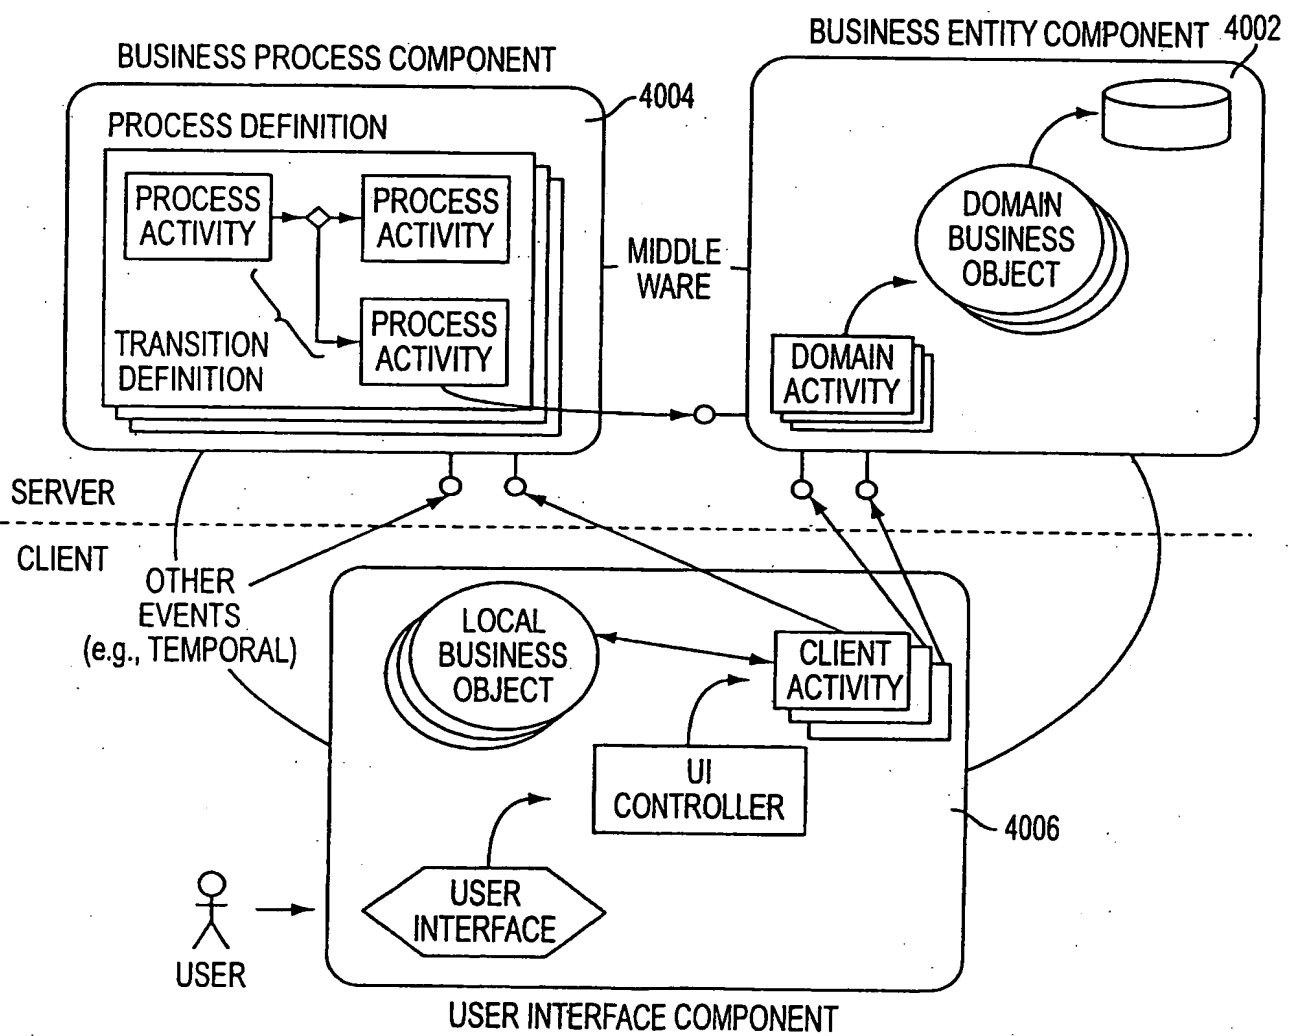 BUSINESS PROCESS COMPONENT
4004
PROCESS DEFINITION
PROCESS
ACTIVITY
PROCESS
ACTIVITY
PROCESS
ACTIVITY
TRANSITION
DEFINITION
MIDDLE
WARE
BUSINESS ENTITY COMPONENT
4002
DOMAIN
BUSINESS
OBJECT
DOMAIN
ACTIVITY
SERVER
CLIENT
OTHER
EVENTS
(e.g., TEMPORAL)
LOCAL
BUSINESS
OBJECT
CLIENT
ACTIVITY
UI
CONTROLLER
4006
USER
INTERFACE
USER
USER INTERFACE COMPONENT